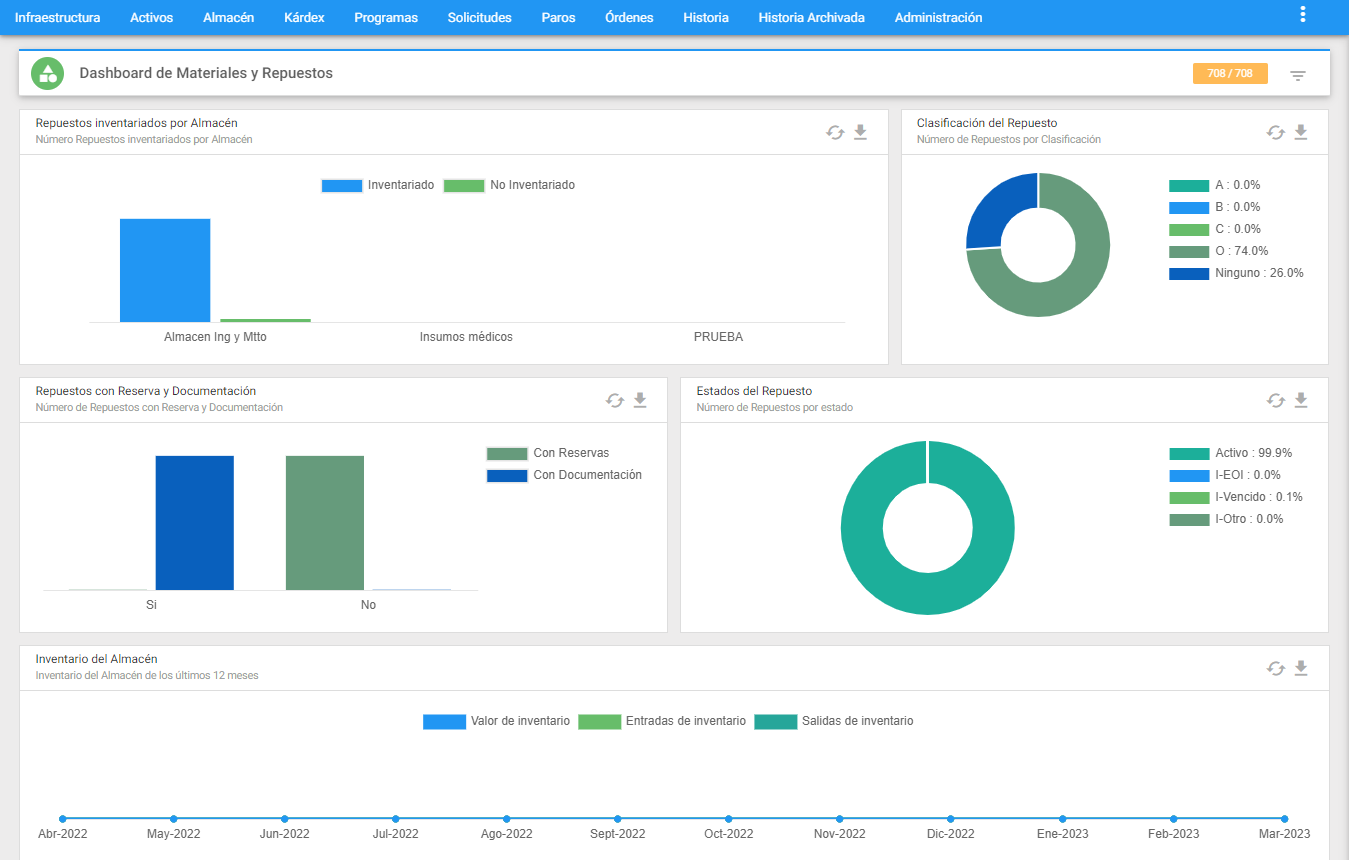 Infraestructura Activos Almacén Kárdex Programas Solicitudes Paros Órdenes Historia Historia Archivada Administración
Dashboard de Materiales y Repuestos
708 / 708
Repuestos inventariados por Almacén
Número Repuestos inventariados por Almacén
Inventariado No Inventariado
Almacen Ing y Mtto Insumos médicos PRUEBA
Clasificación del Repuesto
Número de Repuestos por Clasificación
A : 0.0%
B : 0.0%
C : 0.0%
O : 74.0%
Ninguno : 26.0%
Repuestos con Reserva y Documentación
Número de Repuestos con Reserva y Documentación
Con Reservas
Con Documentación
Si No
Estados del Repuesto
Número de Repuestos por estado
Activo : 99.9%
I-EOI : 0.0%
I-Vencido : 0.1%
I-Otro : 0.0%
Inventario del Almacén
Inventario del Almacén de los últimos 12 meses
Valor de inventario Entradas de inventario Salidas de inventario
Abr-2022 May-2022 Jun-2022 Jul-2022 Ago-2022 Sept-2022 Oct-2022 Nov-2022 Dic-2022 Ene-2023 Feb-2023 Mar-2023